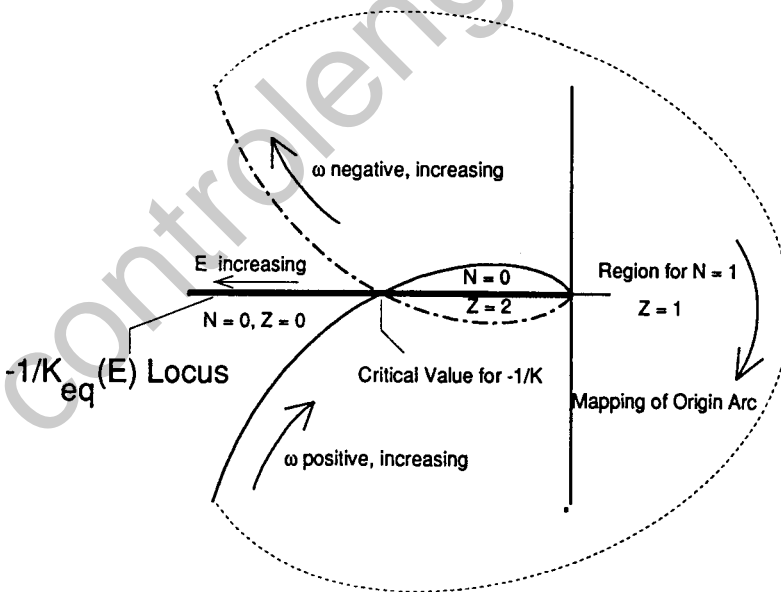 controleng
ω negative, increasing
E increasing
N = 0
Region for N = 1
Z = 2
Z = 1
N = 0, Z = 0
-1/Keq(E) Locus
Critical Value for -1/K
Mapping of Origin Arc
ω positive, increasing